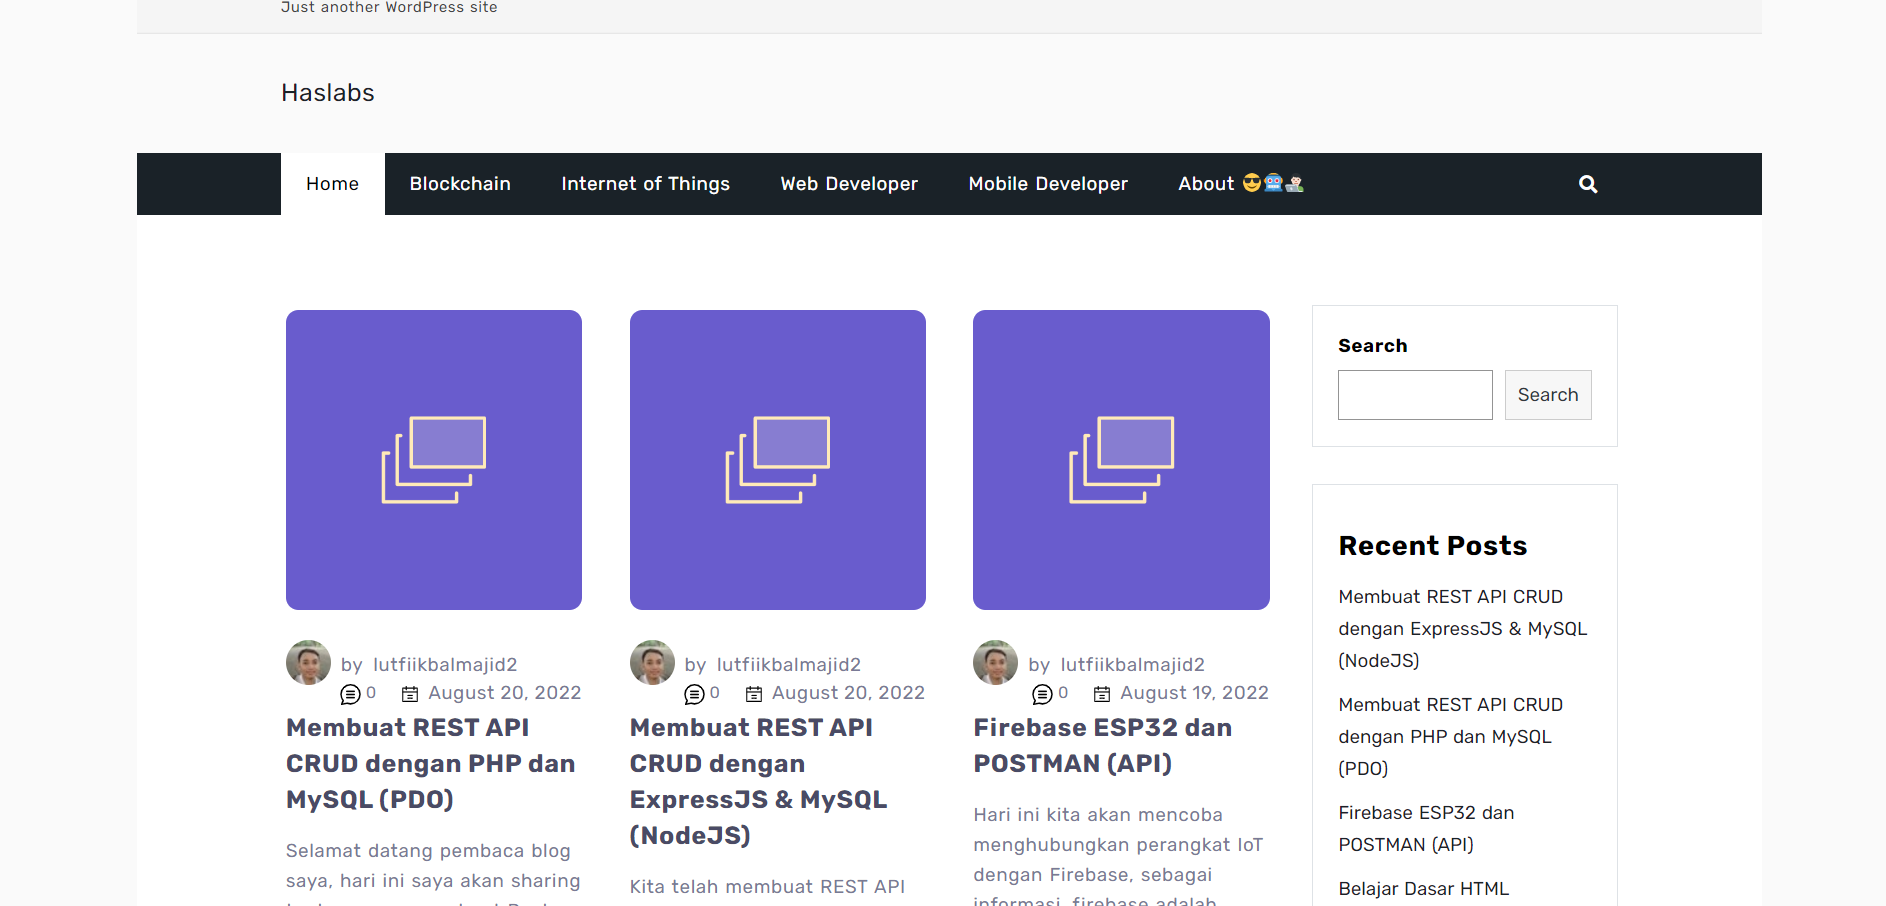 Just another WordPress site
Haslabs
Home Blockchain Internet of Things Web Developer Mobile Developer About 😎🤖👨🏻‍💻
by lutfiikbalmajid2
0 August 20, 2022
Membuat REST API
CRUD dengan PHP dan
MySQL (PDO)
Selamat datang pembaca blog
saya, hari ini saya akan sharing
by lutfiikbalmajid2
0 August 20, 2022
Membuat REST API
CRUD dengan
ExpressJS & MySQL
(NodeJS)
Kita telah membuat REST API
by lutfiikbalmajid2
0 August 19, 2022
Firebase ESP32 dan
POSTMAN (API)
Hari ini kita akan mencoba
menghubungkan perangkat IoT
dengan Firebase, sebagai
informasi, firebase adalah
Search
Search
Recent Posts
Membuat REST API CRUD
dengan ExpressJS & MySQL
(NodeJS)
Membuat REST API CRUD
dengan PHP dan MySQL
(PDO)
Firebase ESP32 dan
POSTMAN (API)
Belajar Dasar HTML